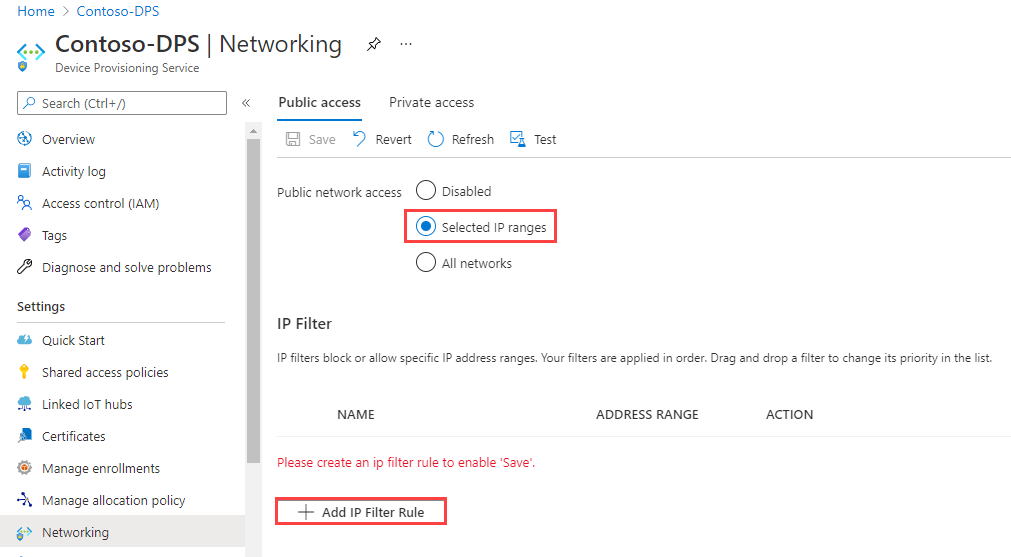 Home > Contoso-DPS
Contoso-DPS | Networking
Device Provisioning Service
Search (Ctrl+/)
Overview
Activity log
Access control (IAM)
Tags
Diagnose and solve problems
Settings
Quick Start
Shared access policies
Linked IoT hubs
Certificates
Manage enrollments
Manage allocation policy
Networking
Public access Private access
Save Revert Refresh Test
Public network access
Disabled
Selected IP ranges
All networks
IP Filter
IP filters block or allow specific IP address ranges. Your filters are applied in order. Drag and drop a filter to change its priority in the list.
NAME ADDRESS RANGE ACTION
Please create an ip filter rule to enable 'Save'.
Add IP Filter Rule